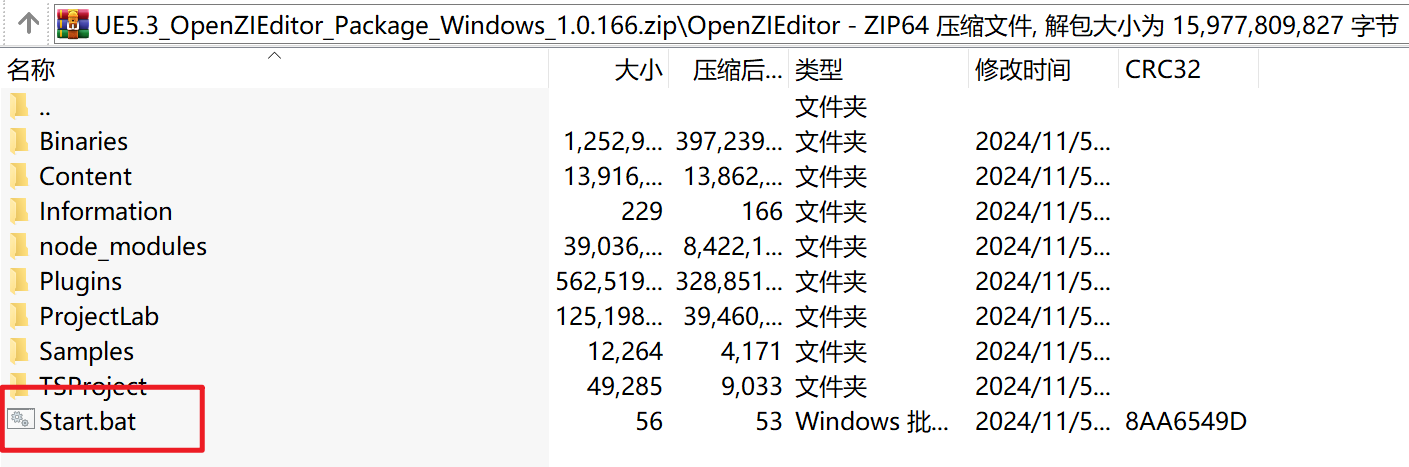 UE5.3_OpenZIEditor_Package_Windows_1.0.166.zip\OpenZIEditor - ZIP64 压缩文件, 解包大小为 15,977,809,827 字节
名称 大小 压缩后... 类型 修改时间 CRC32
.. 文件夹
Binaries 1,252,9... 397,239... 文件夹 2024/11/5...
Content 13,916,... 13,862,... 文件夹 2024/11/5...
Information 229 166 文件夹 2024/11/5...
node_modules 39,036,... 8,422,1... 文件夹 2024/11/5...
Plugins 562,519... 328,851... 文件夹 2024/11/5...
ProjectLab 125,198... 39,460,... 文件夹 2024/11/5...
Samples 12,264 4,171 文件夹 2024/11/5...
TSProject 49,285 9,033 文件夹 2024/11/5...
Start.bat 56 53 Windows 批... 2024/11/5... 8AA6549D